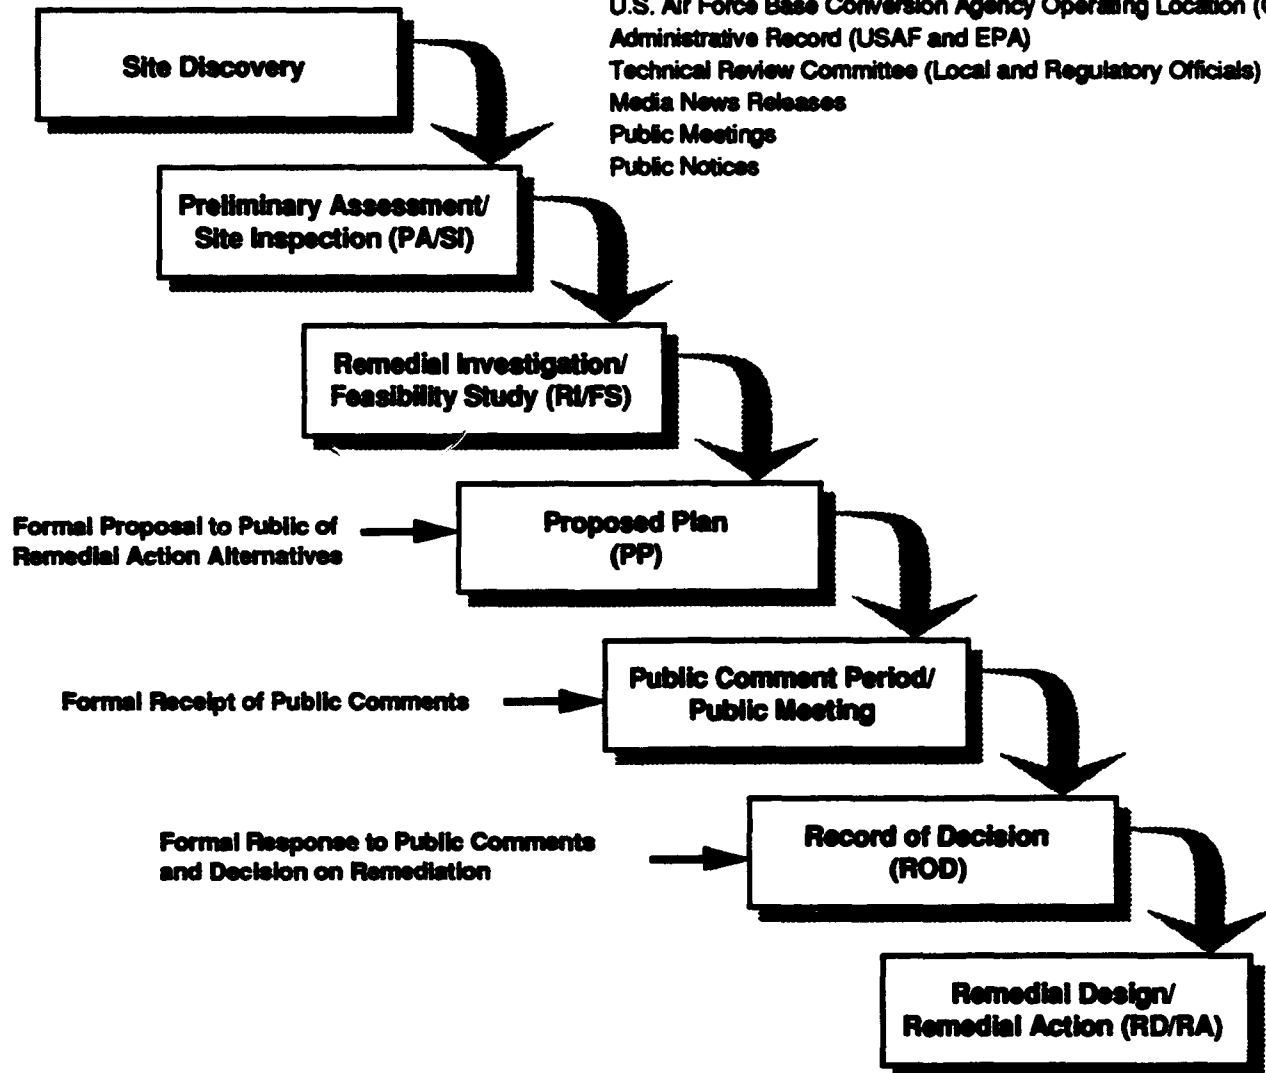 U.S. Air Force Base Conversion Agency Operating Location (
Administrative Record (USAF and EPA)
Technical Review Committee (Local and Regulatory Officials)
Media News Releases
Public Meetings
Public Notices
Site Discovery
Preliminary Assessment/
Site Inspection (PA/SI)
Remedial Investigation/
Feasibility Study (RI/FS)
Formal Proposal to Public of
Remedial Action Alternatives
Proposed Plan
(PP)
Formal Receipt of Public Comments
Public Comment Period/
Public Meeting
Formal Response to Public Comments
and Decision on Remediation
Record of Decision
(ROD)
Remedial Design/
Remedial Action (RD/RA)